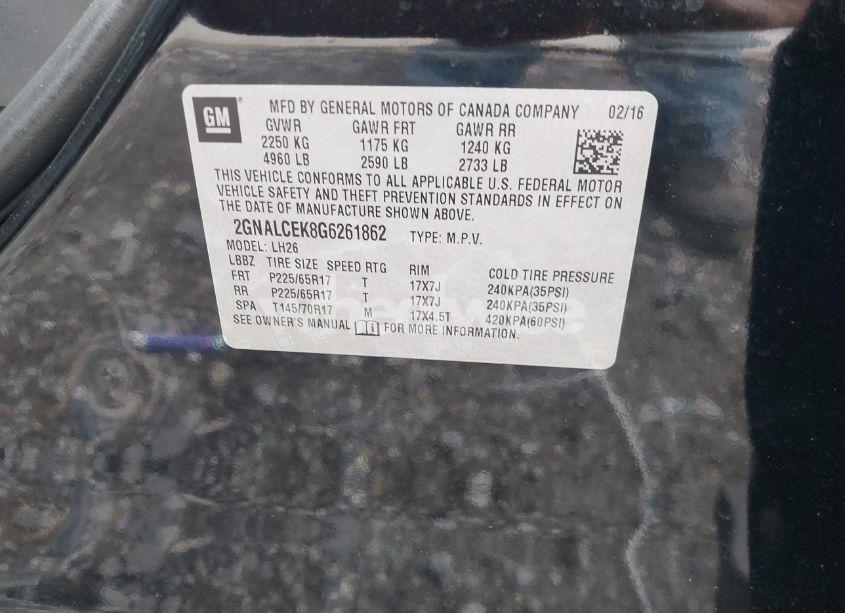 GM MFD BY GENERAL MOTORS OF CANADA COMPANY 02/16
GVWR GAWR FRT GAWR RR
2250 KG 1175 KG 1240 KG
4960 LB 2590 LB 2733 LB
THIS VEHICLE CONFORMS TO ALL APPLICABLE U.S. FEDERAL MOTOR
VEHICLE SAFETY AND THEFT PREVENTION STANDARDS IN EFFECT ON
THE DATE OF MANUFACTURE SHOWN ABOVE.
2GNALCEK8G6261862 TYPE: M.P.V.
MODEL: LH26
LBBZ TIRE SIZE SPEED RTG RIM COLD TIRE PRESSURE
FRT P225/65R17 T 17X7J 240KPA(35PSI)
RR P225/65R17 T 17X7J 240KPA(35PSI)
SPA T145/70R17 M 17X4.5T 420KPA(60PSI)
SEE OWNER'S MANUAL FOR MORE INFORMATION.